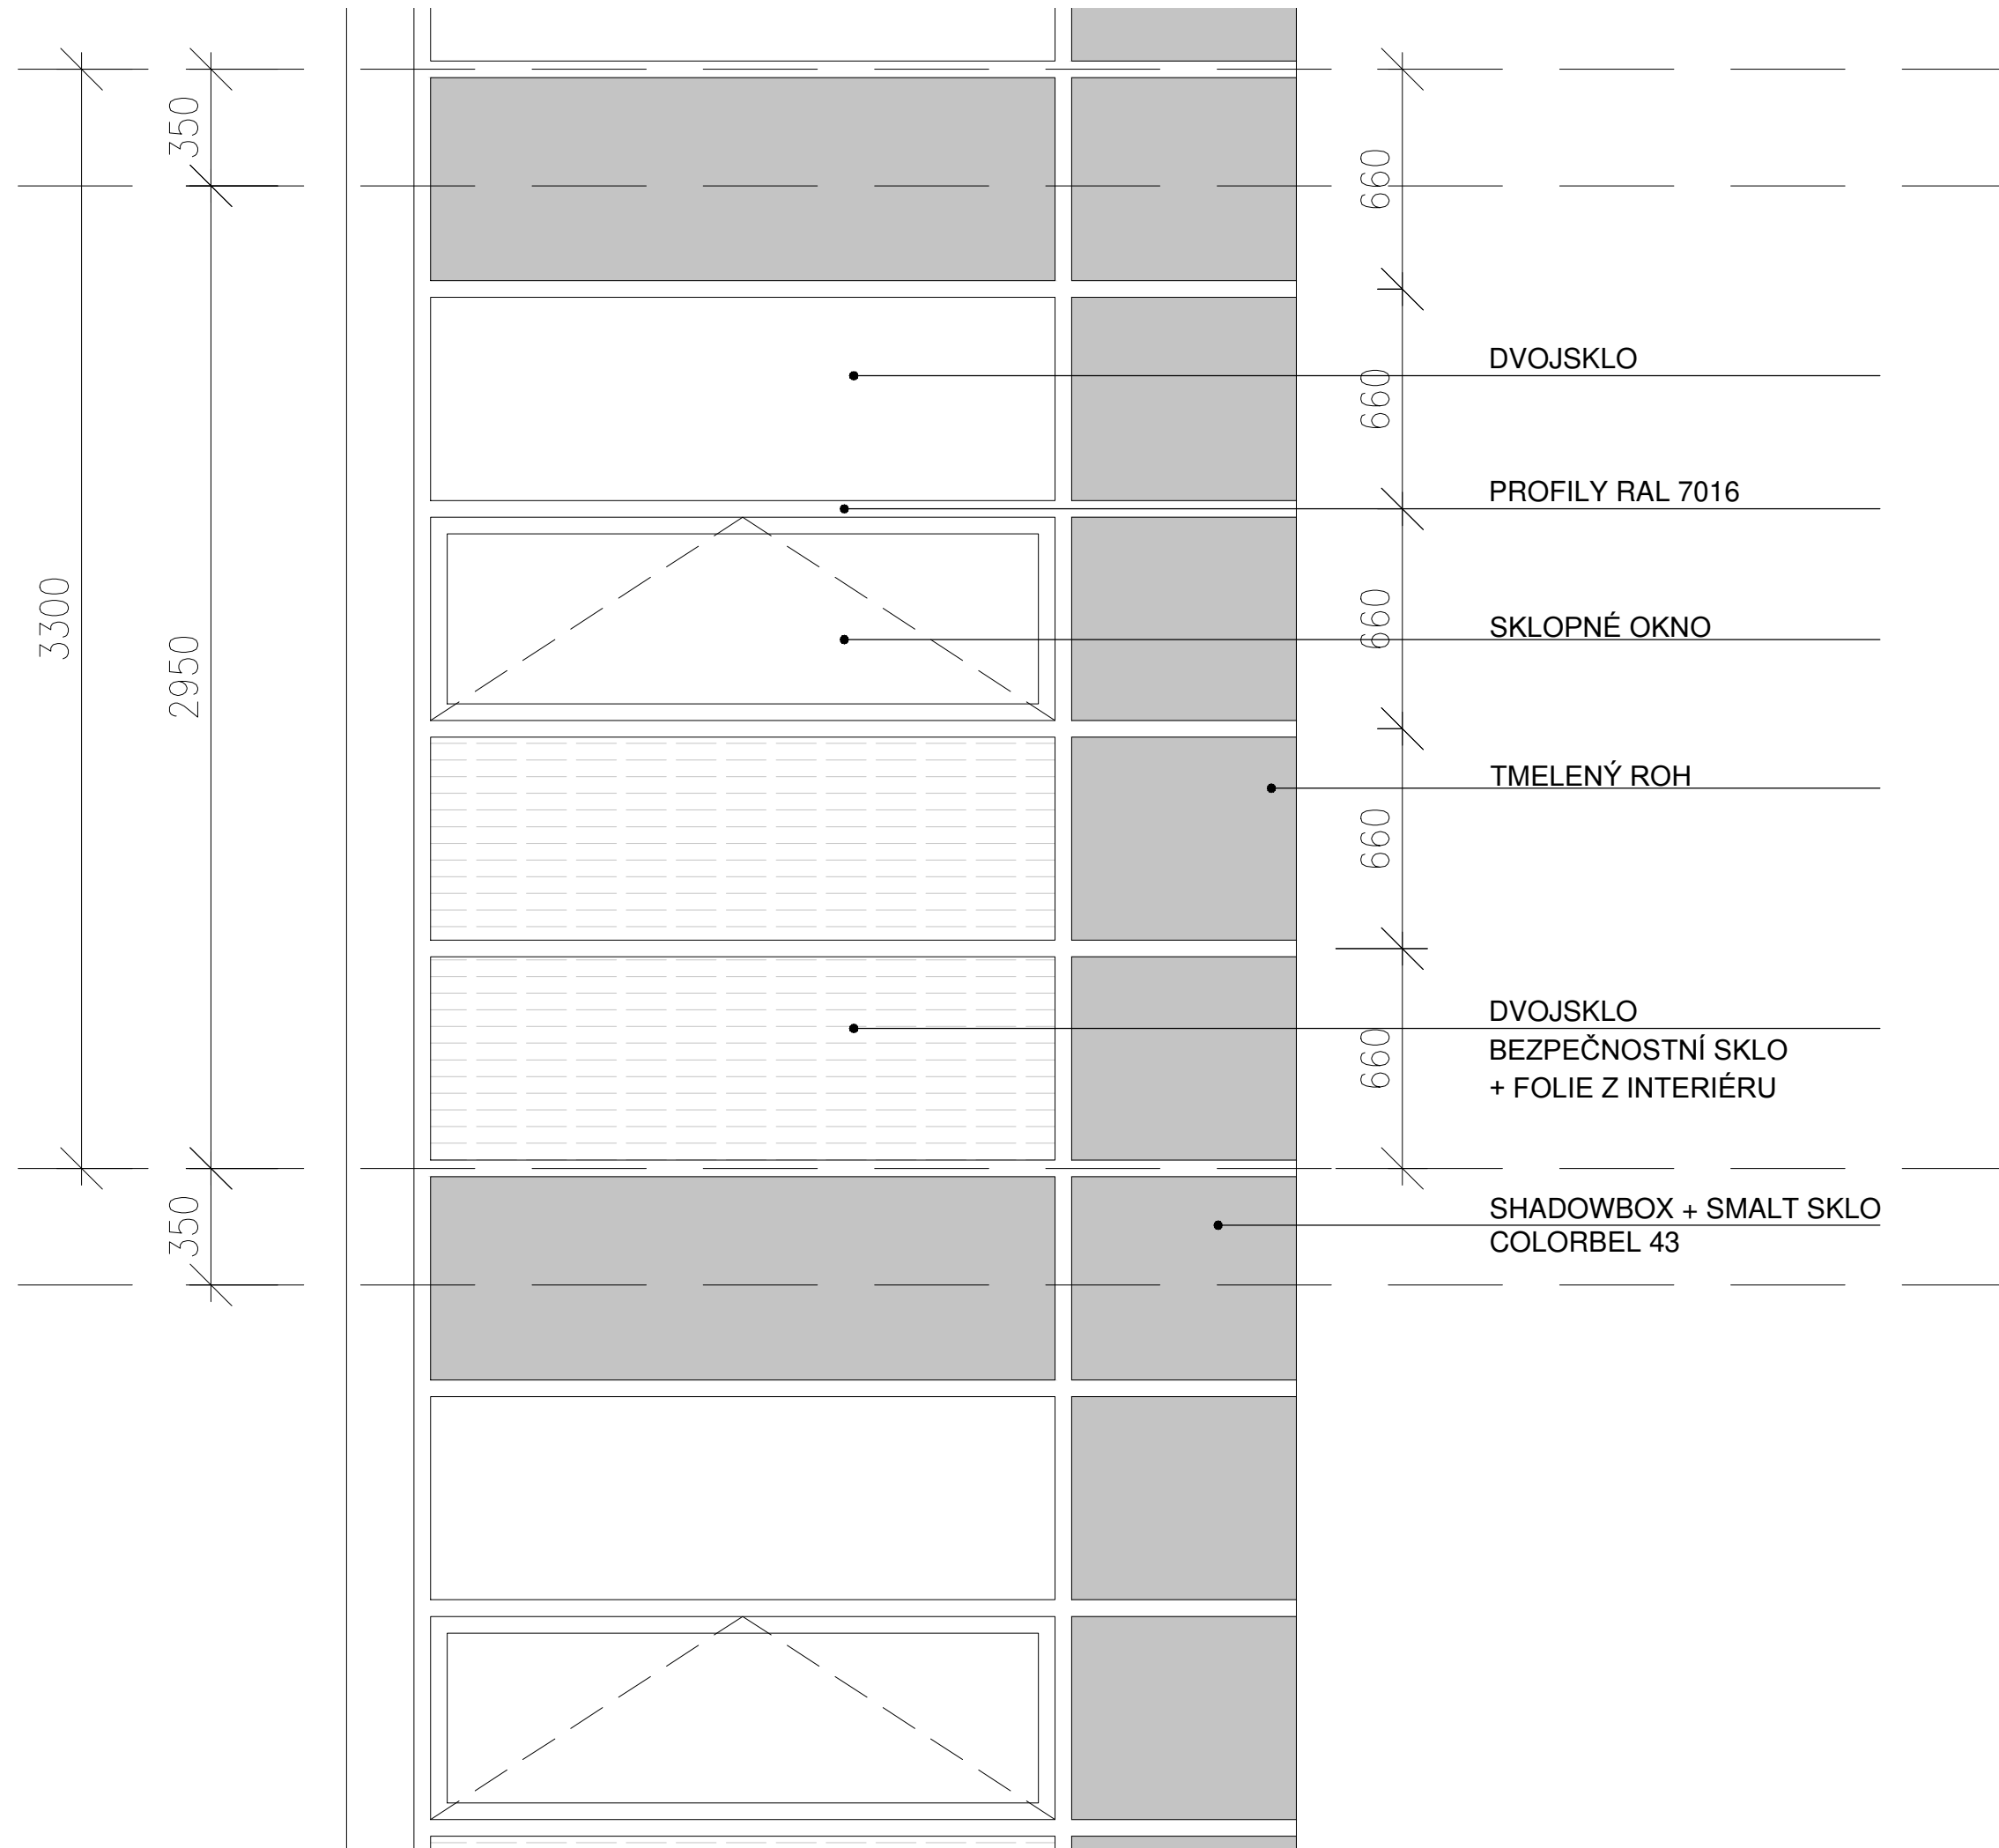 350
660
DVOJSKLO
660
PROFILY RAL 7016
3300
2950
660
SKLOPNÉ OKNO
TMELENÝ ROH
660
DVOJSKLO
BEZPEČNOSTNÍ SKLO
+ FOLIE Z INTERIÉRU
660
350
SHADOWBOX + SMALT SKLO
COLORBEL 43